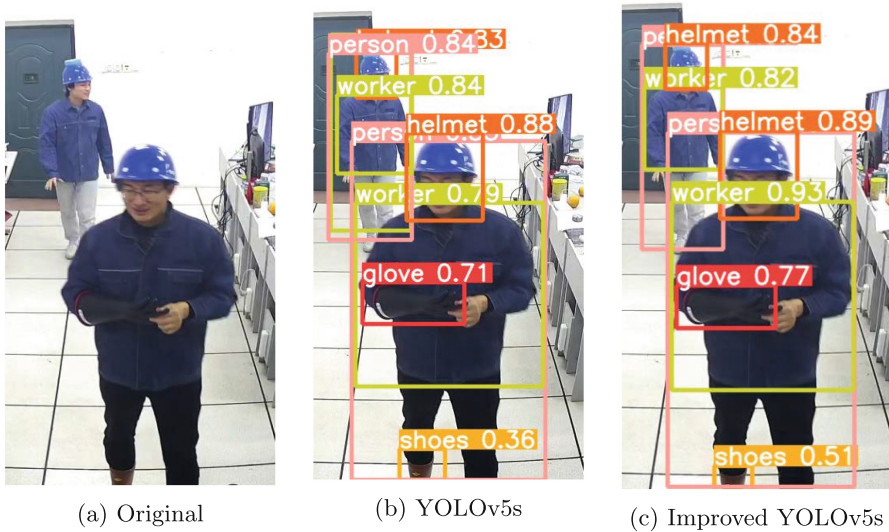 person 0.84
helmet 0.84
worker 0.84
worker 0.82
helmet 0.88
helmet 0.89
worker 0.79
worker 0.93
glove 0.71
glove 0.77
shoes 0.36
shoes 0.51
(a) Original
(b) YOLOv5s
(c) Improved YOLOv5s